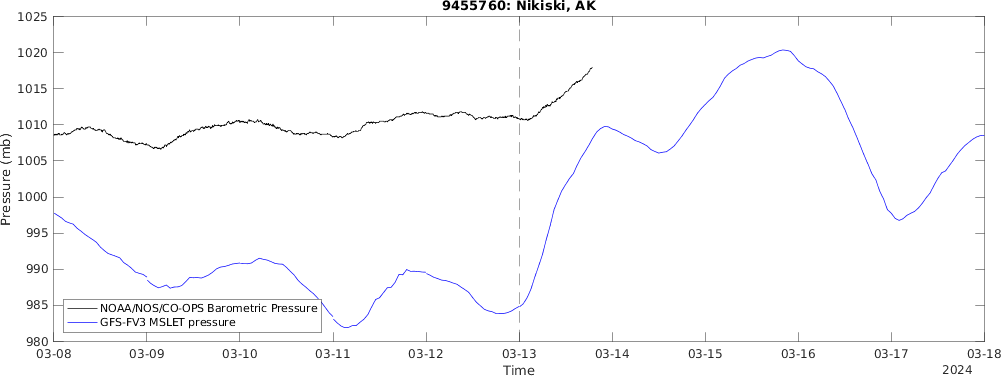 9455760: Nikiski, AK
1025
1020
1015
1010
1005
1000
995
990
985
980
Pressure (mb)
NOAA/NOS/CO-OPS Barometric Pressure
GFS-FV3 MSLET pressure
03-08 03-09 03-10 03-11 03-12 03-13 03-14 03-15 03-16 03-17 03-18
Time
2024